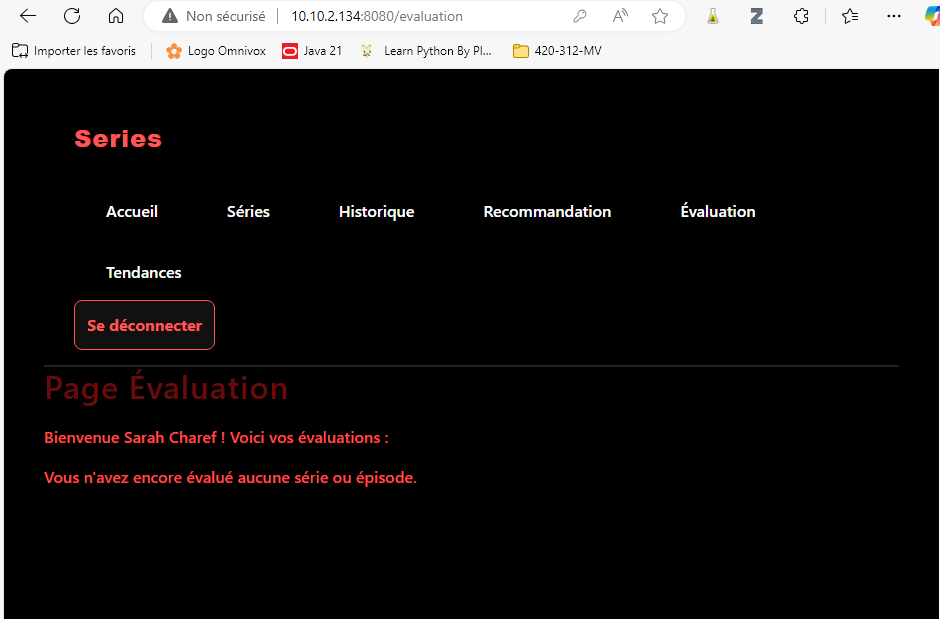 Non sécurisé 10.10.2.134:8080/evaluation
Importer les favoris Logo Omnivox Java 21 Learn Python By Pl... 420-312-MV
Series
Accueil Séries Historique Recommandation Évaluation
Tendances
Se déconnecter
Page Évaluation
Bienvenue Sarah Charef ! Voici vos évaluations :
Vous n'avez encore évalué aucune série ou épisode.